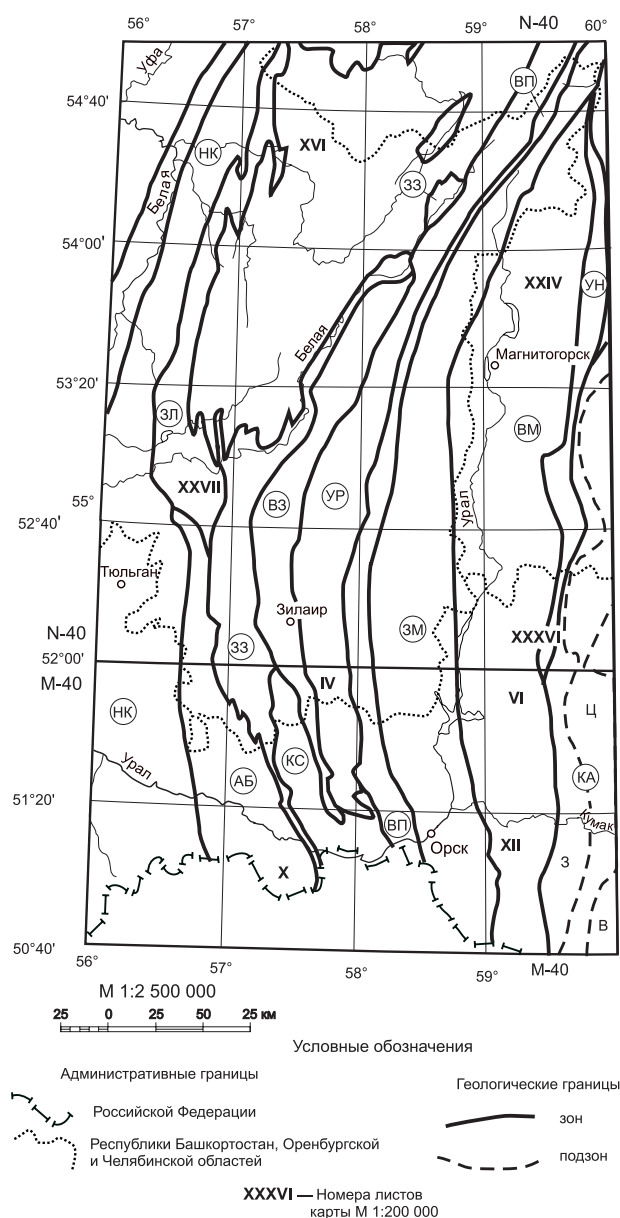 56° 57° 58° 59° N-40 60°
Уфа
54°40'
ВП
НК
XVI
ЗЗ
Белая
54°00'
XXIV
УН
Белая
Магнитогорск
53°20'
ЗЛ
ВМ
XXVII
ВЗ
УР
55°
52°40'
Урал
Тюльган
Зилаир
ЗМ
XXXVI
N-40
ЗЗ
52°00'
M-40
IV
VI
НК
Ц
Урал
АБ
КС
КА
51°20'
Кумак
ВП
Орск
XII
X
З
В
50°40'
56° 57° 58° 59° M-40
М 1:2 500 000
25 0 25 50 25 км
Условные обозначения
Административные границы
Геологические границы
Российской Федерации
зон
Республики Башкортостан, Оренбургской
и Челябинской областей
подзон
XXXVI — Номера листов
карты М 1:200 000